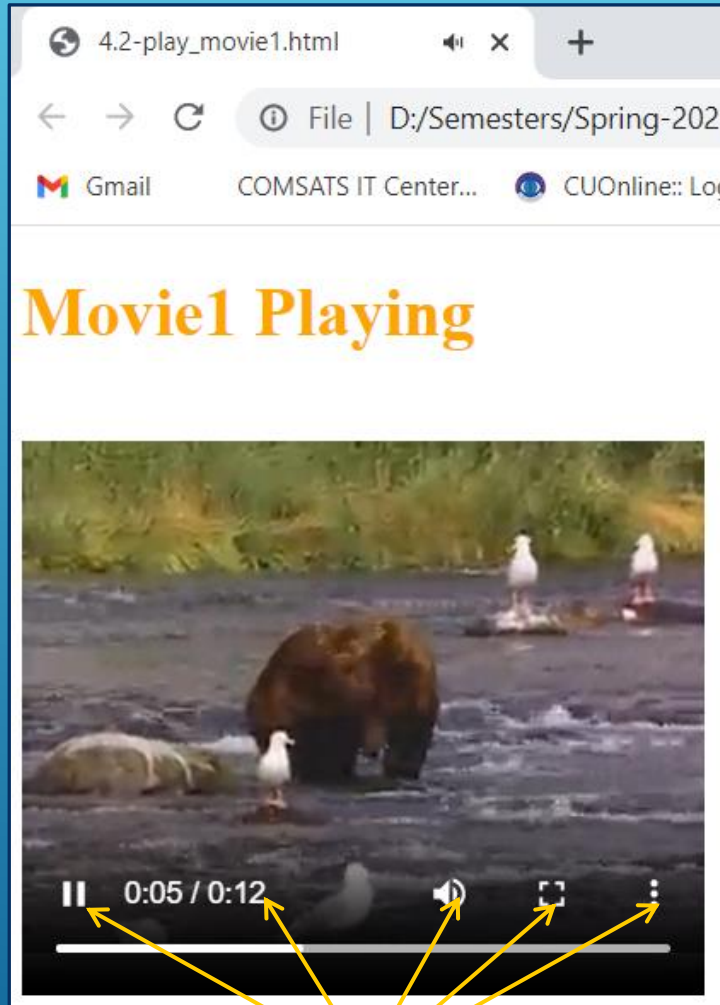 4.2-play_movie1.html
File | D:/Semesters/Spring-202
Gmail COMSATS IT Center... CUOnline:: Log
Movie1 Playing
0:05 / 0:12